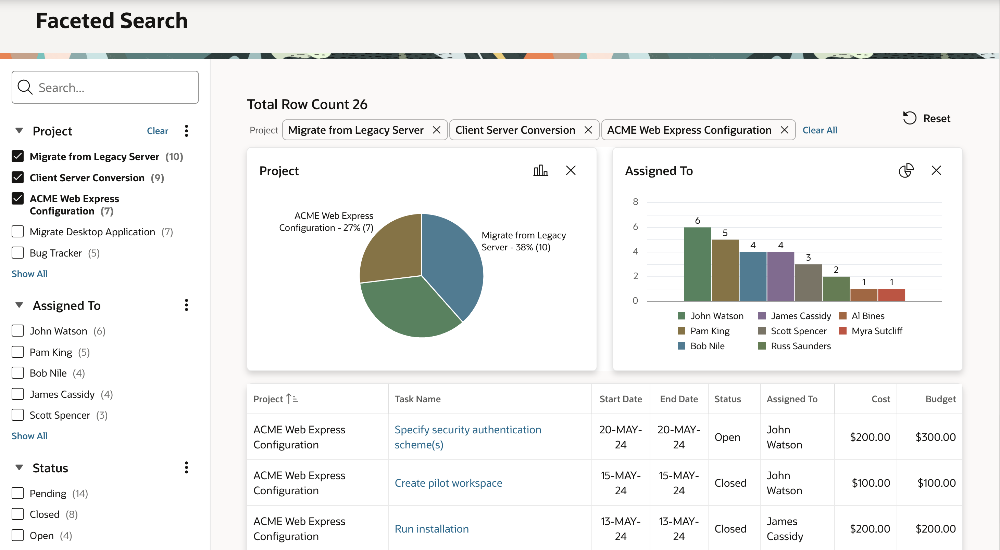 Faceted Search
Search...
Project Clear
Migrate from Legacy Server (10)
Client Server Conversion (9)
ACME Web Express
Configuration (7)
Migrate Desktop Application (7)
Bug Tracker (5)
Show All
Assigned To
John Watson (6)
Pam King (5)
Bob Nile (4)
James Cassidy (4)
Scott Spencer (3)
Show All
Status
Pending (14)
Closed (8)
Open (4)
Total Row Count 26
Reset
Project Migrate from Legacy Server Client Server Conversion ACME Web Express Configuration Clear All
Project
ACME Web Express
Configuration - 27% (7)
Migrate from Legacy
Server - 38% (10)
Assigned To
8
6
4
2
0
6
5
4
4
3
2
1
1
John Watson James Cassidy Al Bines
Pam King Scott Spencer Myra Sutcliff
Bob Nile Russ Saunders
Project Task Name Start Date End Date Status Assigned To Cost Budget
ACME Web Express Specify security authentication 20-MAY- 20-MAY- Open John $200.00 $300.00
Configuration scheme(s) 24 24 Watson
ACME Web Express Create pilot workspace 15-MAY- 15-MAY- Closed John $100.00 $100.00
Configuration 24 24 Watson
ACME Web Express Run installation 13-MAY- 13-MAY- Closed James $200.00 $200.00
Configuration 24 24 Cassidy